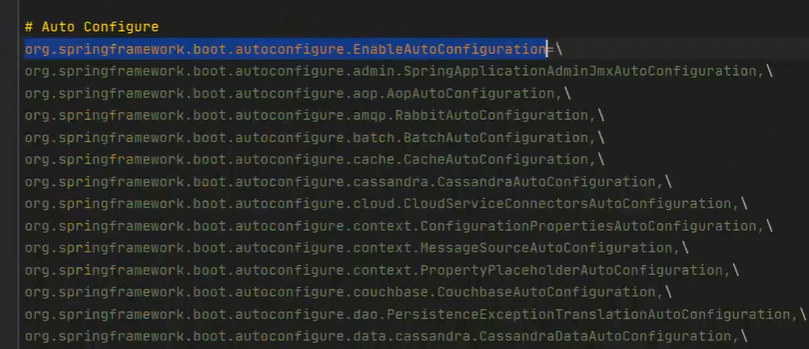 # Auto Configure
org.springframework.boot.autoconfigure.EnableAutoConfiguration=\
org.springframework.boot.autoconfigure.admin.SpringApplicationAdminJmxAutoConfiguration,\
org.springframework.boot.autoconfigure.aop.AopAutoConfiguration,\
org.springframework.boot.autoconfigure.amqp.RabbitAutoConfiguration,\
org.springframework.boot.autoconfigure.batch.BatchAutoConfiguration,\
org.springframework.boot.autoconfigure.cache.CacheAutoConfiguration,\
org.springframework.boot.autoconfigure.cassandra.CassandraAutoConfiguration,\
org.springframework.boot.autoconfigure.cloud.CloudServiceConnectorsAutoConfiguration,\
org.springframework.boot.autoconfigure.context.ConfigurationPropertiesAutoConfiguration,\
org.springframework.boot.autoconfigure.context.MessageSourceAutoConfiguration,\
org.springframework.boot.autoconfigure.context.PropertyPlaceholderAutoConfiguration,\
org.springframework.boot.autoconfigure.couchbase.CouchbaseAutoConfiguration,\
org.springframework.boot.autoconfigure.dao.PersistenceExceptionTranslationAutoConfiguration,\
org.springframework.boot.autoconfigure.data.cassandra.CassandraDataAutoConfiguration,\